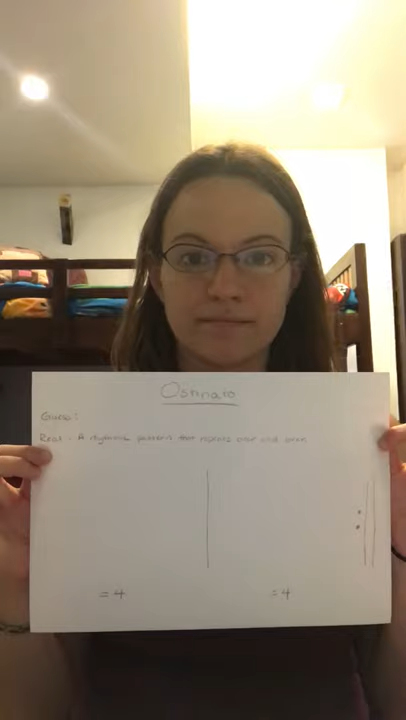 Ostinato
Guess:
Real - A rhythmic pattern that repeats over and over
= 4 = 4